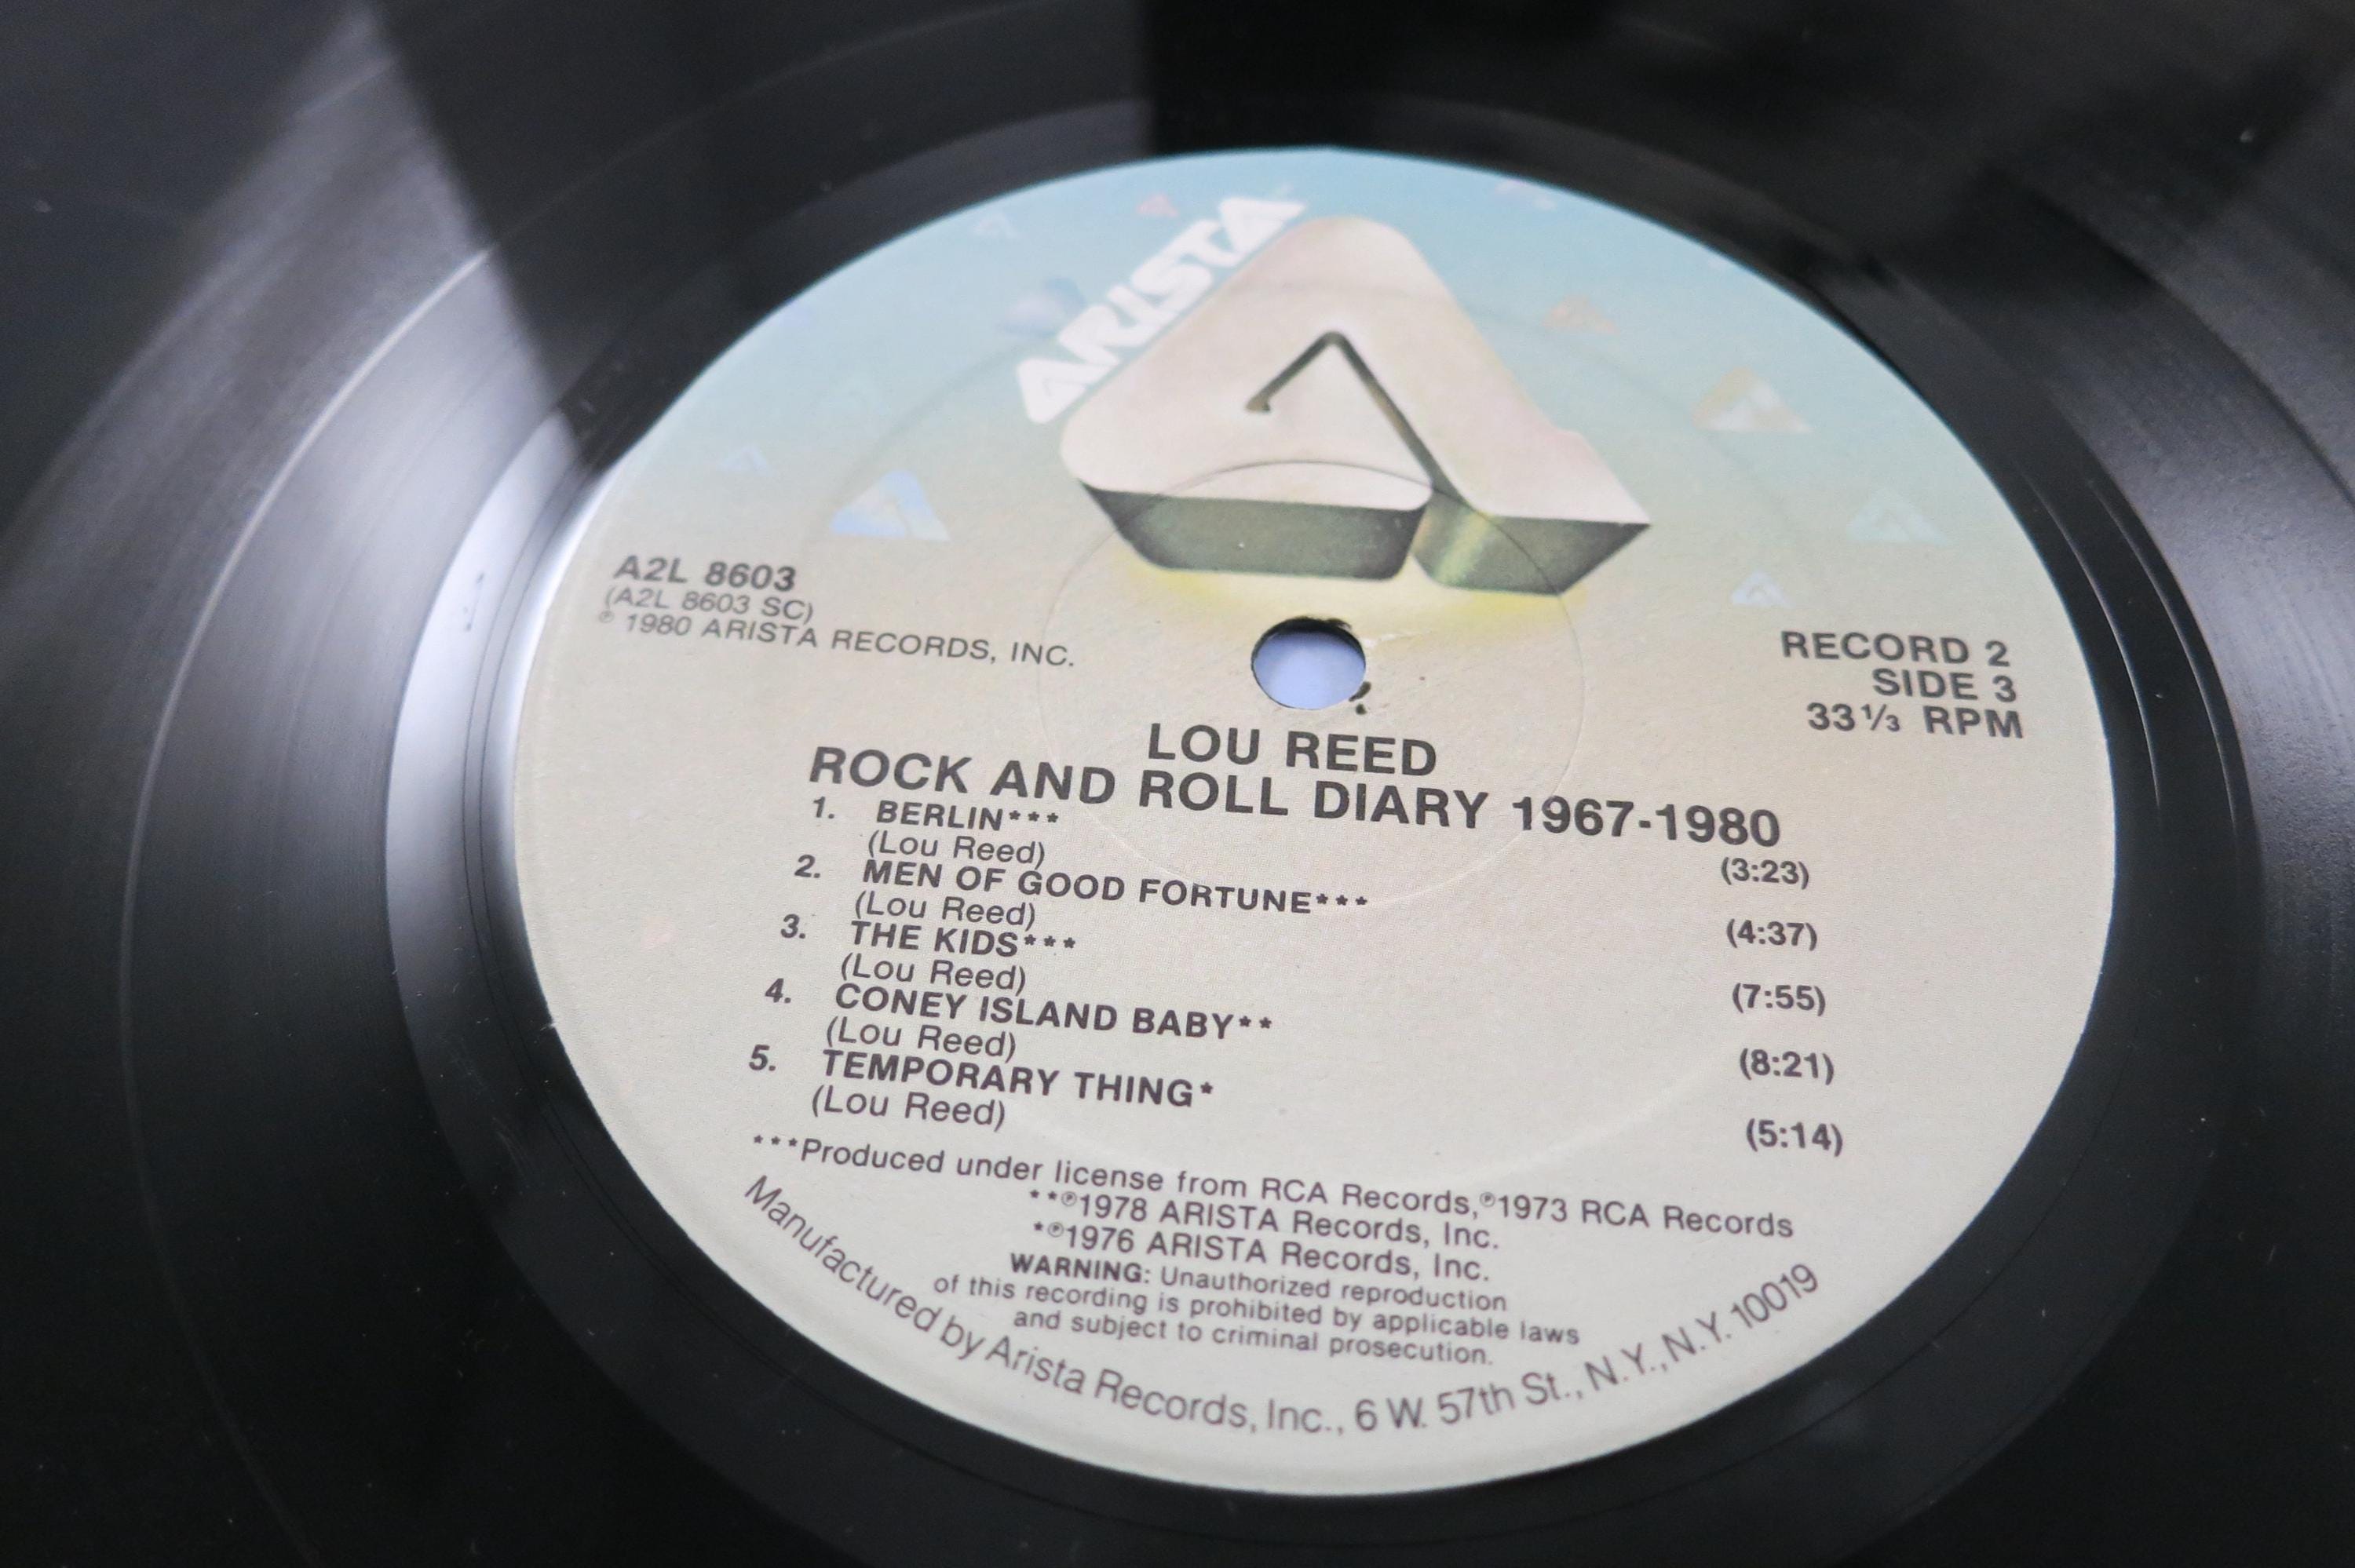 ARISTA
A2L 8603
(A2L 8603 SC)
℗ 1980 ARISTA RECORDS, INC.
RECORD 2
SIDE 3
33⅓ RPM
LOU REED
ROCK AND ROLL DIARY 1967-1980
1. BERLIN*** (3:23)
(Lou Reed)
2. MEN OF GOOD FORTUNE*** (4:37)
(Lou Reed)
3. THE KIDS*** (7:55)
(Lou Reed)
4. CONEY ISLAND BABY** (8:21)
(Lou Reed)
5. TEMPORARY THING* (5:14)
(Lou Reed)
***Produced under license from RCA Records,℗1973 RCA Records
**℗1978 ARISTA Records, Inc.
*℗1976 ARISTA Records, Inc.
WARNING: Unauthorized reproduction
of this recording is prohibited by applicable laws
and subject to criminal prosecution.
Manufactured by Arista Records, Inc., 6 W. 57th St., N.Y., N.Y. 10019